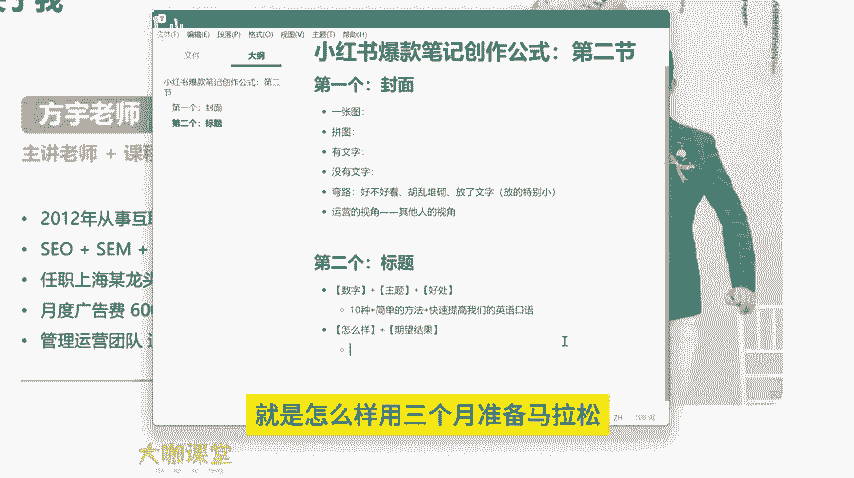 关于我
方宇老师
主讲老师 + 课程
2012年从事互联
SEO + SEM +
任职上海某龙头
月度广告费 600
管理运营团队
文件(F) 编辑(E) 段落(P) 格式(O) 视图(V) 主题(T) 帮助(H)
文件 大纲
小红书爆款笔记创作公式：第二节
第一个：封面
第二个：标题
小红书爆款笔记创作公式：第二节
第一个：封面
一张图：
拼图：
有文字：
没有文字：
弯路：好不好看、胡乱堆砌、放了文字（放的特别小）
运营的视角——其他人的视角
第二个：标题
【数字】+【主题】+【好处】
10种+简单的方法+快速提高我们的英语口语
【怎么样】+【期望结果】
就是怎么样用三个月准备马拉松
ZH
大咖课堂